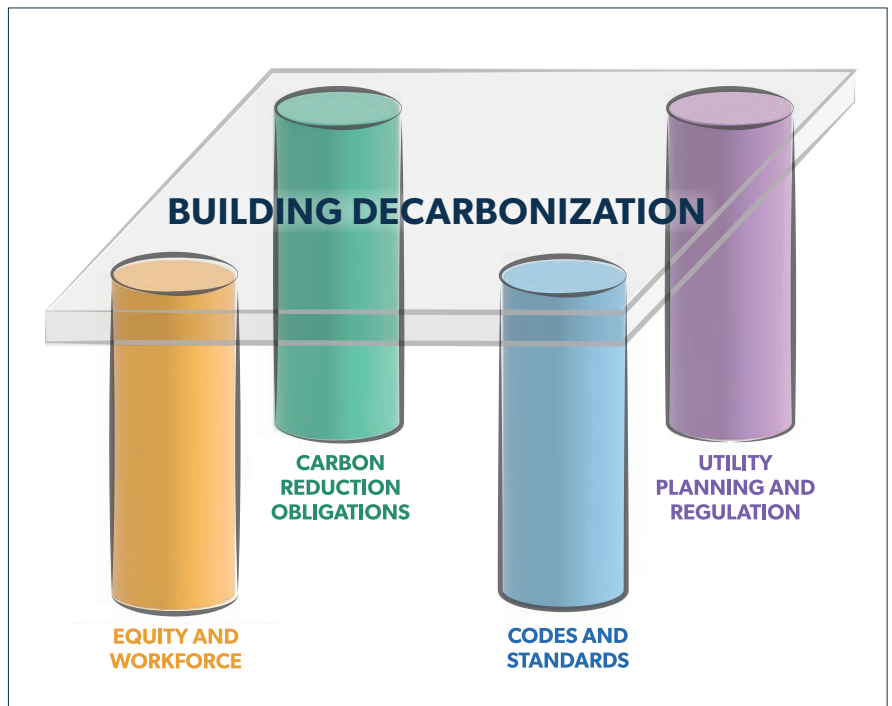 BUILDING DECARBONIZATION
CARBON
REDUCTION
OBLIGATIONS
UTILITY
PLANNING AND
REGULATION
EQUITY AND
WORKFORCE
CODES AND
STANDARDS